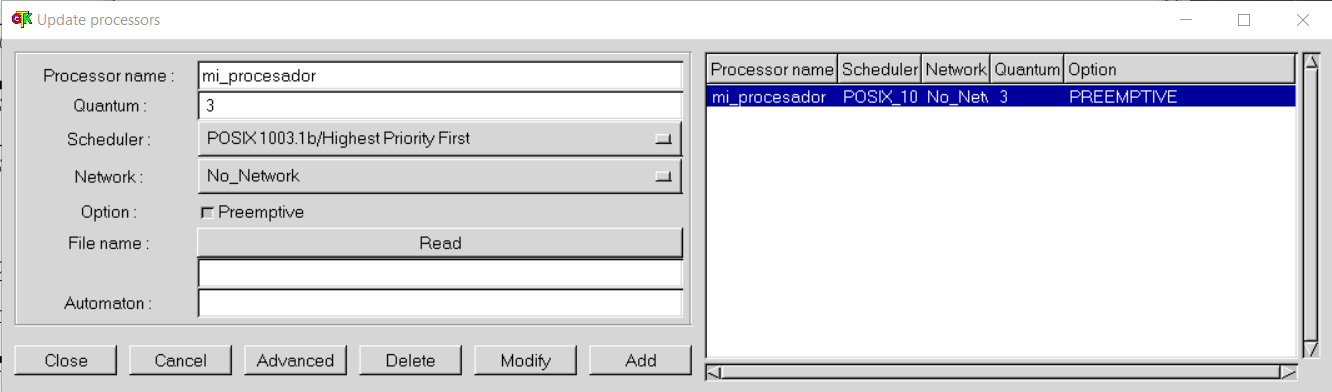 Update processors
Processor name :
mi_procesador
Quantum :
3
Scheduler :
POSIX 1003.1b/Highest Priority First
Network :
No_Network
Option :
Preemptive
File name :
Read
Automaton :
Close Cancel Advanced Delete Modify Add
Processor name Scheduler Network Quantum Option
mi_procesador POSIX_10 No_Net 3 PREEMPTIVE